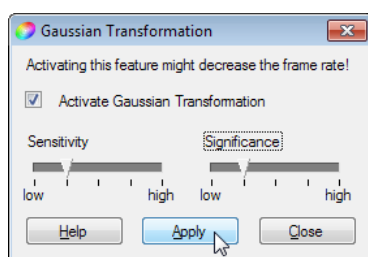 Gaussian Transformation
Activating this feature might decrease the frame rate!
Activate Gaussian Transformation
Sensitivity Significance
low high low high
Help Apply Close